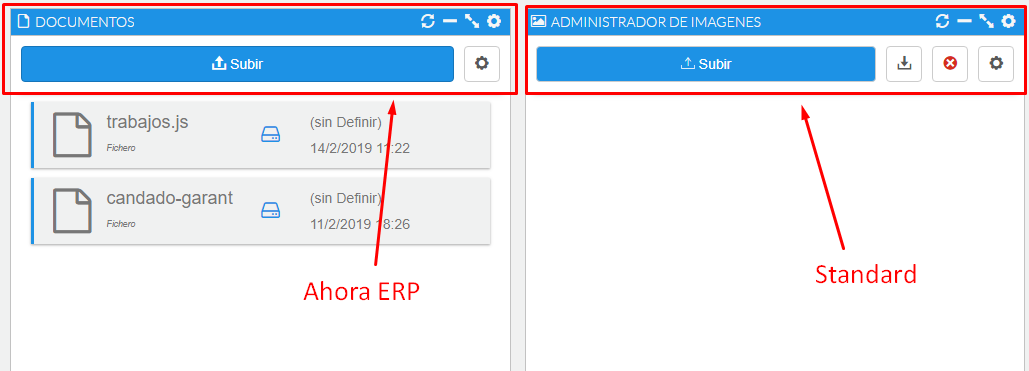 DOCUMENTOS
Subir
trabajos.js
Fichero
(sin Definir)
14/2/2019 11:22
candado-garant
Fichero
(sin Definir)
11/2/2019 18:26
Ahora ERP
ADMINISTRADOR DE IMAGENES
Subir
Standard